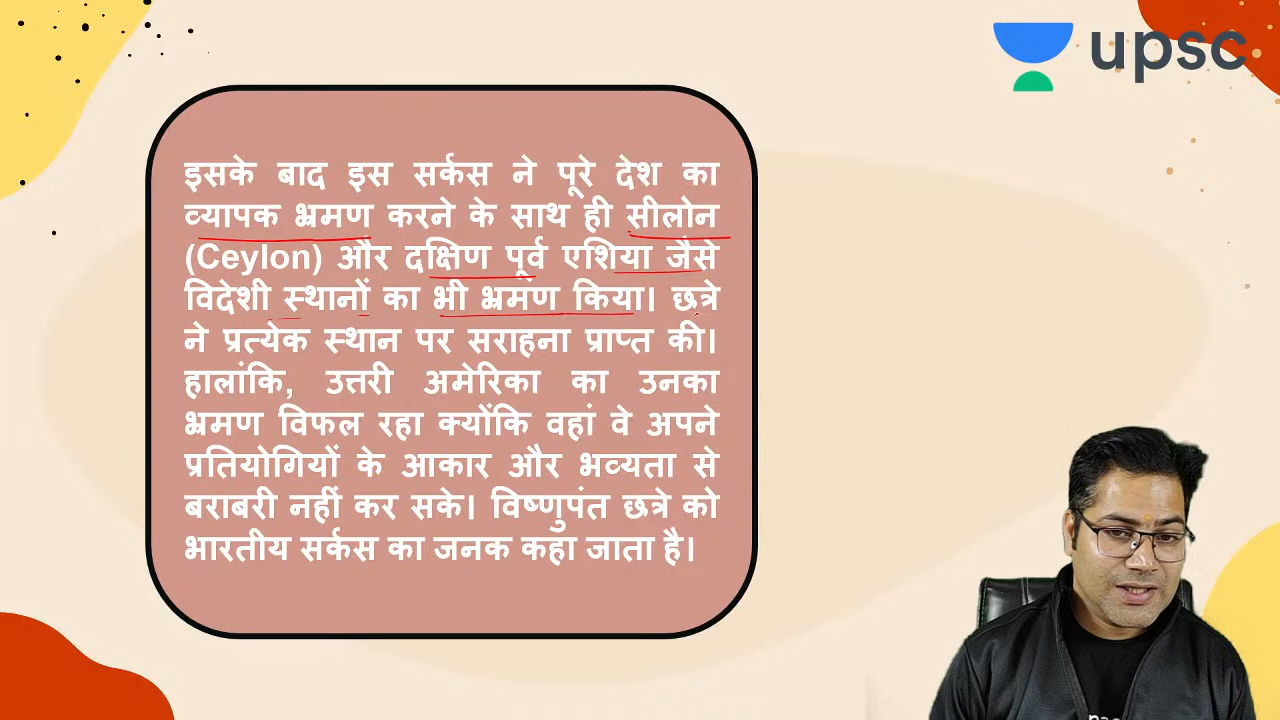 upsc
इसके बाद इस सर्कस ने पूरे देश का
व्यापक भ्रमण करने के साथ ही सीलोन
(Ceylon) और दक्षिण पूर्व एशिया जैसे
विदेशी स्थानों का भी भ्रमण किया। छत्रे
ने प्रत्येक स्थान पर सराहना प्राप्त की।
हालांकि, उत्तरी अमेरिका का उनका
भ्रमण विफल रहा क्योंकि वहां वे अपने
प्रतियोगियों के आकार और भव्यता से
बराबरी नहीं कर सके। विष्णुपंत छत्रे को
भारतीय सर्कस का जनक कहा जाता है।